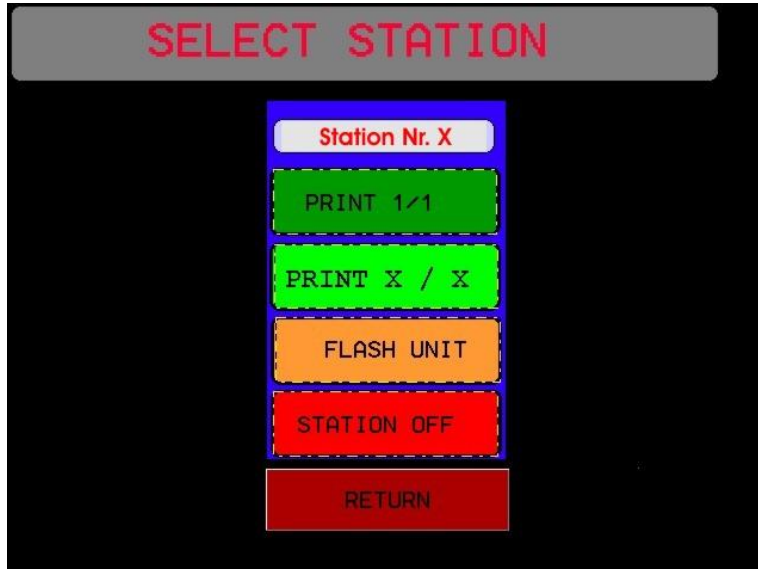 SELECT STATION
Station Nr. X
PRINT 1/1
PRINT X / X
FLASH UNIT
STATION OFF
RETURN